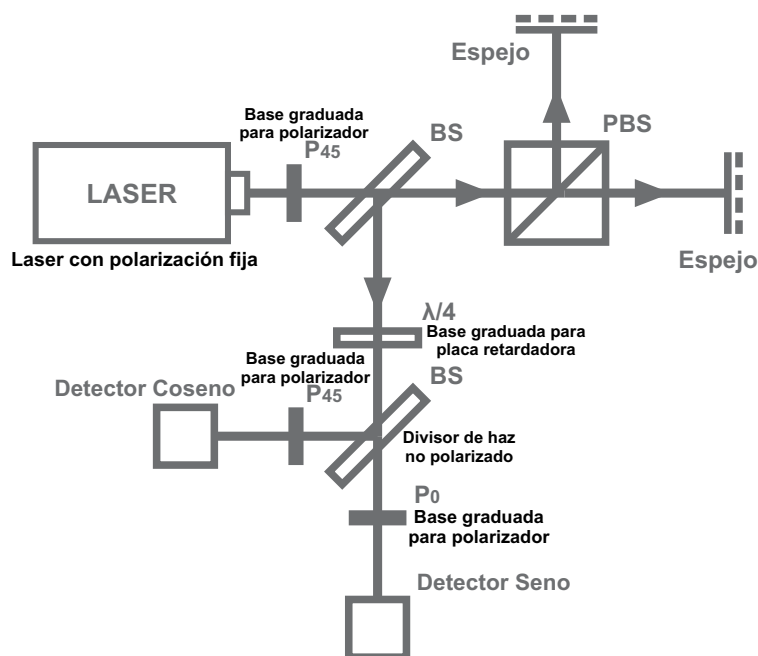 Espejo
Base graduada
para polarizador
P45
BS
PBS
LASER
Laser con polarización fija
Espejo
λ/4
Base graduada para
placa retardadora
Base graduada
para polarizador
P45
BS
Detector Coseno
Divisor de haz
no polarizado
P0
Base graduada
para polarizador
Detector Seno